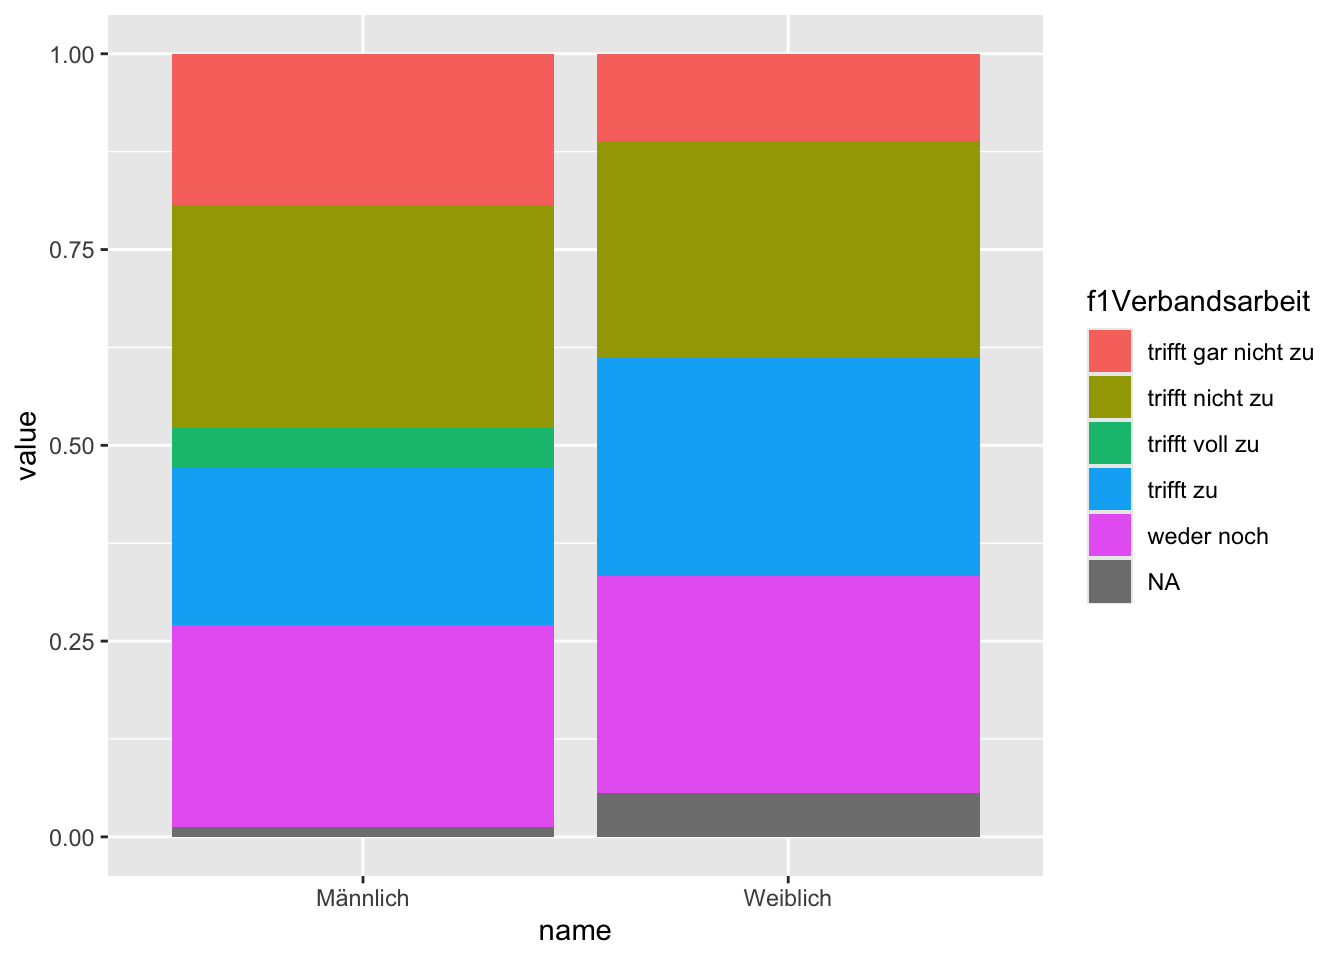 1.00
0.75
0.50
0.25
0.00
value
Männlich
Weiblich
name
f1Verbandsarbeit
trifft gar nicht zu
trifft nicht zu
trifft voll zu
trifft zu
weder noch
NA